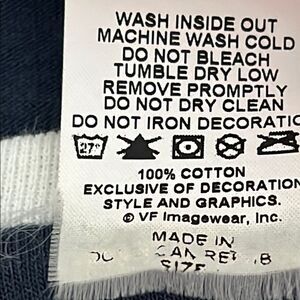 WASH INSIDE OUT
MACHINE WASH COLD
DO NOT BLEACH
TUMBLE DRY LOW
REMOVE PROMPTLY
DO NOT DRY CLEAN
DO NOT IRON DECORATIO
27°
100% COTTON
EXCLUSIVE OF DECORATION
STYLE AND GRAPHICS.
© VF Imagewear, Inc.
MADE IN